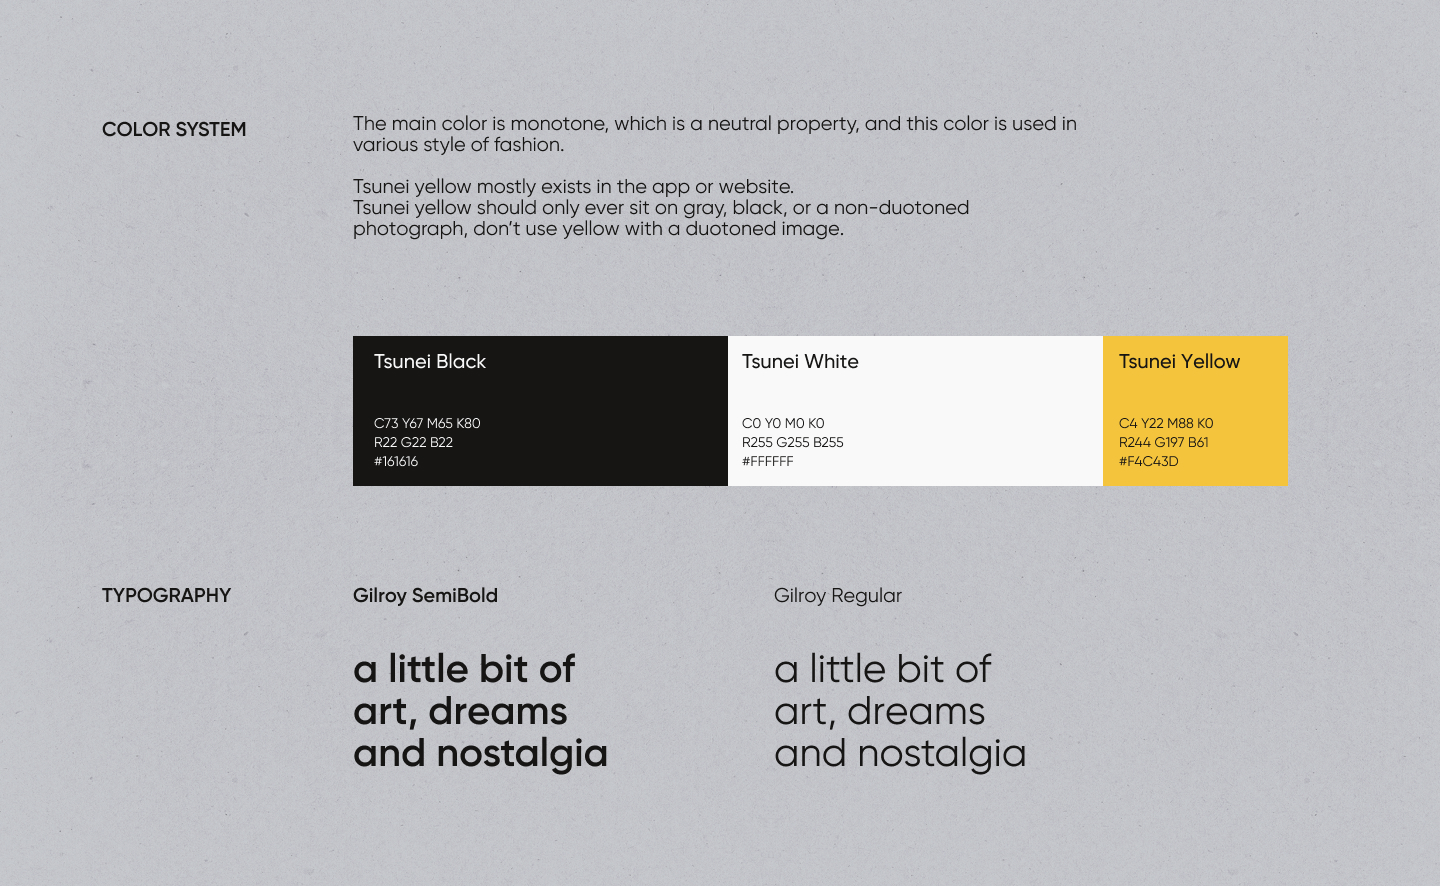 COLOR SYSTEM
The main color is monotone, which is a neutral property, and this color is used in
various style of fashion.
Tsunei yellow mostly exists in the app or website.
Tsunei yellow should only ever sit on gray, black, or a non-duotoned
photograph, don’t use yellow with a duotoned image.
Tsunei Black
C73 Y67 M65 K80
R22 G22 B22
#161616
Tsunei White
C0 Y0 M0 K0
R255 G255 B255
#FFFFFF
Tsunei Yellow
C4 Y22 M88 K0
R244 G197 B61
#F4C43D
TYPOGRAPHY
Gilroy SemiBold
a little bit of
art, dreams
and nostalgia
Gilroy Regular
a little bit of
art, dreams
and nostalgia